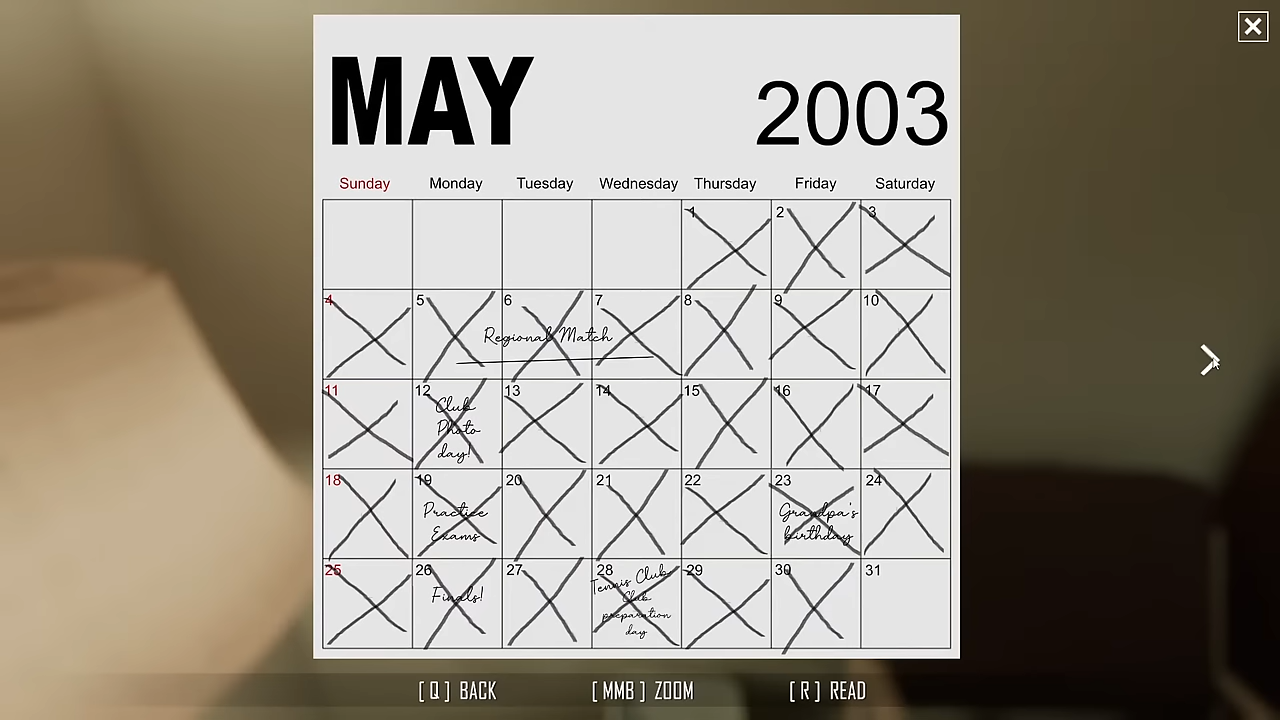 MAY 2003
Sunday Monday Tuesday Wednesday Thursday Friday Saturday
1 2 3
4 5 6 7 8 9 10
Regional Match
11 12 13 14 15 16 17
Club
Photo
day!
18 19 20 21 22 23 24
Practice
Exams
Grandpa's
birthday
25 26 27 28 29 30 31
Finals!
Tennis Club
Club
preparation
day
[ Q ] BACK [ MMB ] ZOOM [ R ] READ